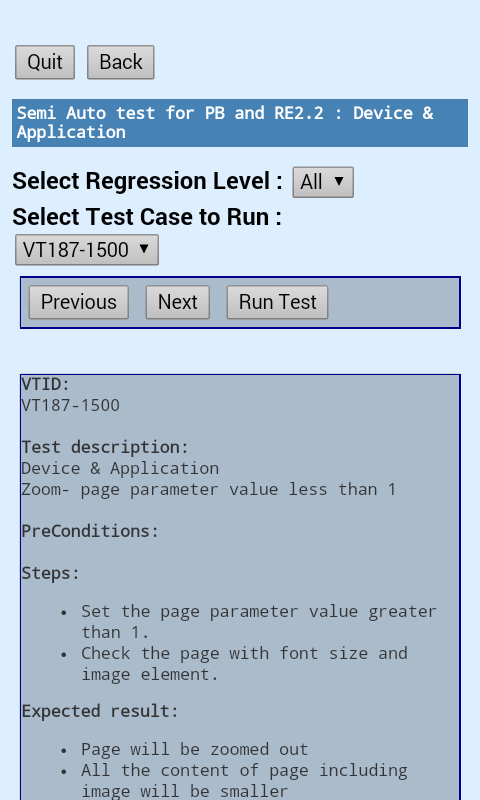 Quit Back
Semi Auto test for PB and RE2.2 : Device &
Application
Select Regression Level : All
Select Test Case to Run :
VT187-1500
Previous Next Run Test
VTID:
VT187-1500
Test description:
Device & Application
Zoom- page parameter value less than 1
PreConditions:
Steps:
• Set the page parameter value greater
than 1.
• Check the page with font size and
image element.
Expected result:
• Page will be zoomed out
• All the content of page including
image will be smaller